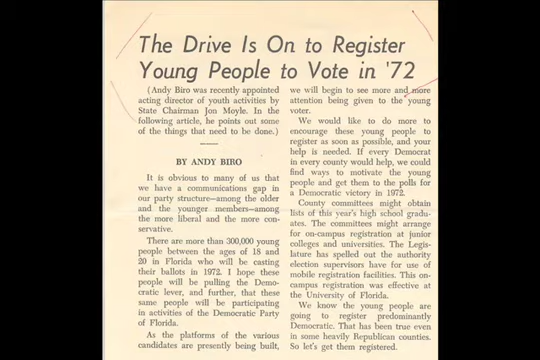 The Drive Is On to Register
Young People to Vote in '72
(Andy Biro was recently appointed
acting director of youth activities by
State Chairman Jon Moyle. In the
following article, he points out some
of the things that need to be done.)
BY ANDY BIRO
It is obvious to many of us that
we have a communications gap in
our party structure—among the older
and the younger members—among
the more liberal and the more con-
servative.
There are more than 300,000 young
people between the ages of 18 and
20 in Florida who will be casting
their ballots in 1972. I hope these
people will be pulling the Demo-
cratic lever, and further, that these
same people will be participating
in activities of the Democratic Party
of Florida.
As the platforms of the various
candidates are presently being built,
we will begin to see more and more
attention being given to the young
voter.
We would like to do more to
encourage these young people to
register as soon as possible, and your
help is needed. If every Democrat
in every county would help, we could
find ways to motivate the young
people and get them to the polls for
a Democratic victory in 1972.
County committees might obtain
lists of this year's high school gradu-
ates. The committees might arrange
for on-campus registration at junior
colleges and universities. The Legis-
lature has spelled out the authority
election supervisors have for use of
mobile registration facilities. This on-
campus registration was effective at
the University of Florida.
We know the young people are
going to register predominantly
Democratic. That has been true even
in some heavily Republican counties.
So let's get them registered.